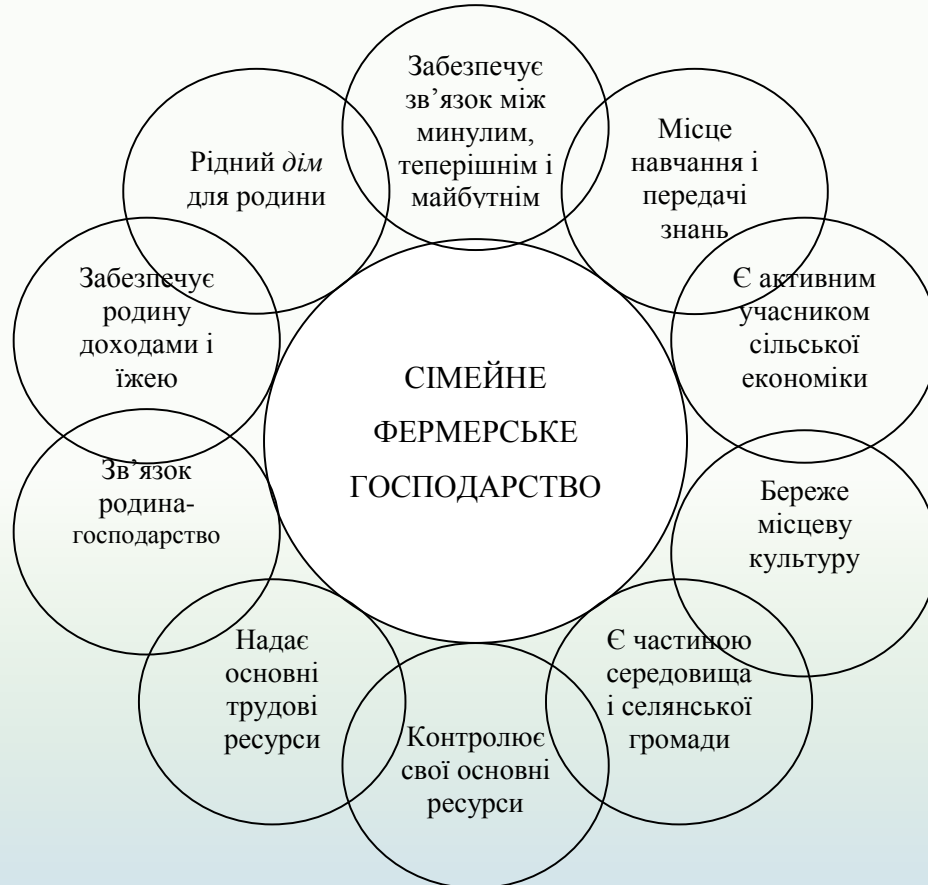 Забезпечує
зв’язок між
минулим,
теперішнім і
майбутнім
Місце
навчання і
передачі
знань
Є активним
учасником
сільської
економіки
Береже
місцеву
культуру
Є частиною
середовища
і селянської
громади
Контролює
свої основні
ресурси
Надає
основні
трудові
ресурси
Зв’язок
родина-
господарство
Забезпечує
родину
доходами і
їжею
Рідний дім
для родини
СІМЕЙНЕ
ФЕРМЕРСЬКЕ
ГОСПОДАРСТВО